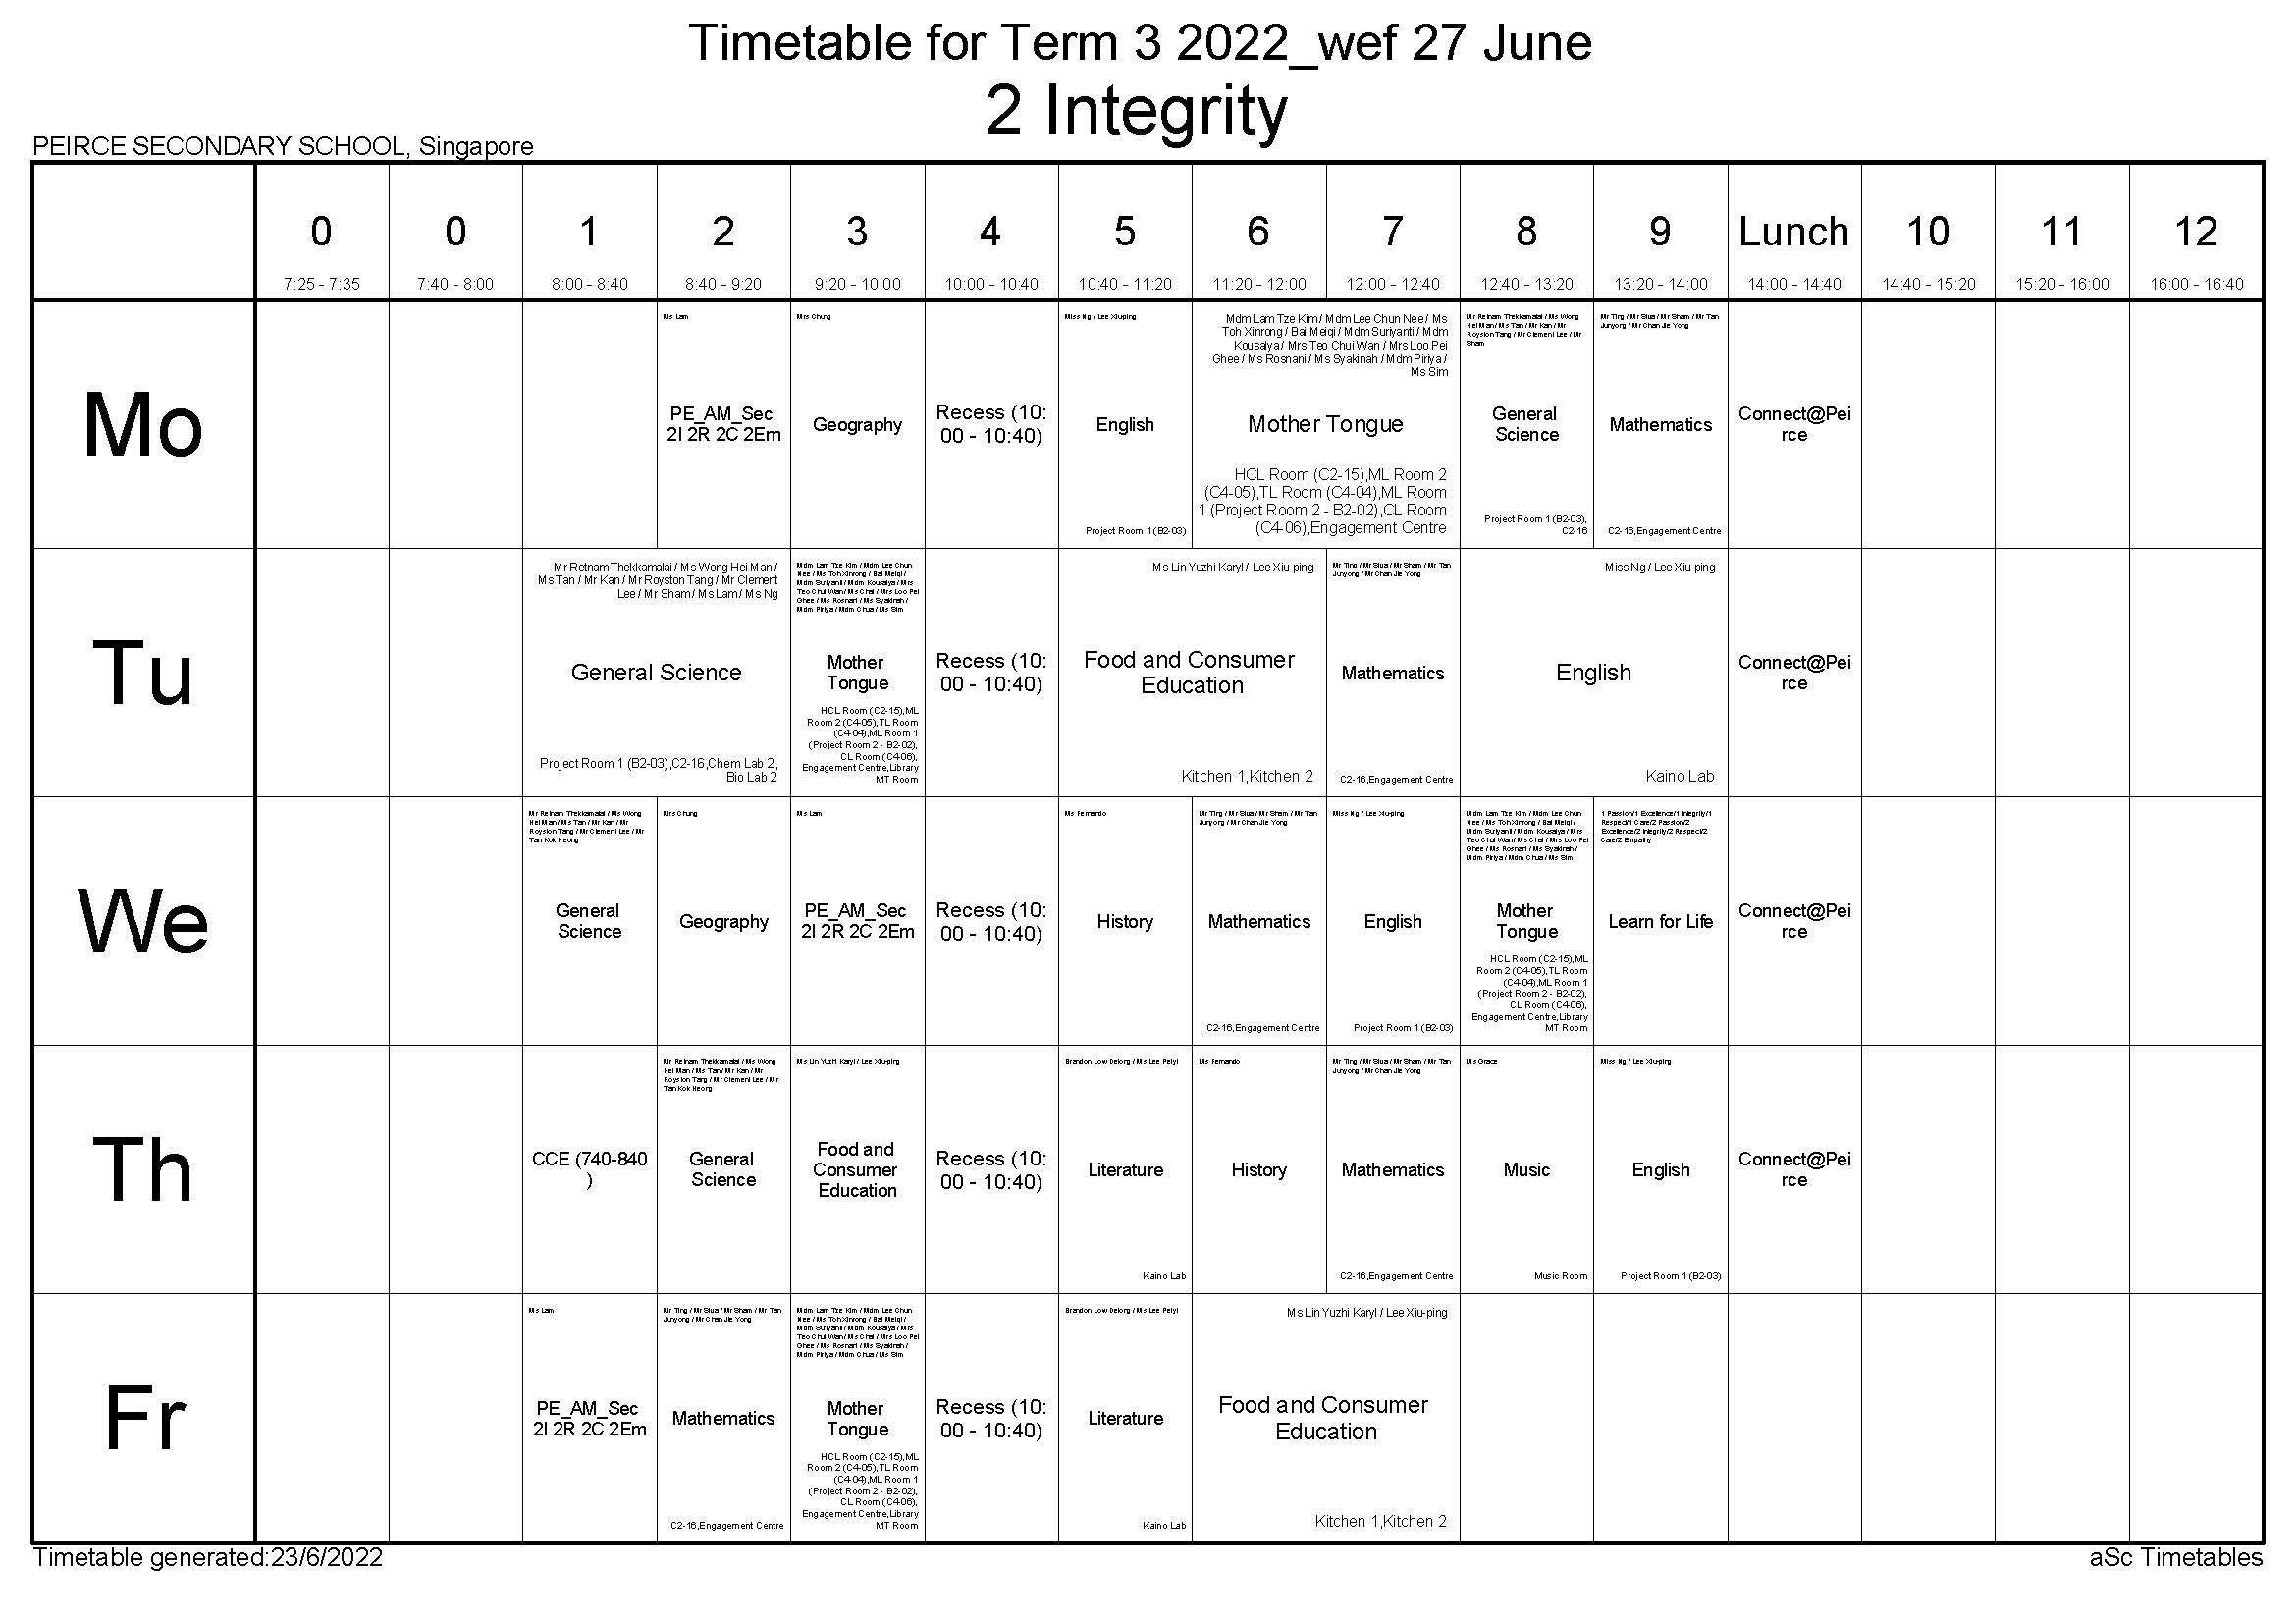 Timetable for Term 3 2022_wef 27 June
2 Integrity
PEIRCE SECONDARY SCHOOL, Singapore
0 0 1 2 3 4 5 6 7 8 9 Lunch 10 11 12
7:25 - 7:35 7:40 - 8:00 8:00 - 8:40 8:40 - 9:20 9:20 - 10:00 10:00 - 10:40 10:40 - 11:20 11:20 - 12:00 12:00 - 12:40 12:40 - 13:20 13:20 - 14:00 14:00 - 14:40 14:40 - 15:20 15:20 - 16:00 16:00 - 16:40
Mo
Ms Lam
PE_AM_Sec
2I 2R 2C 2Em
Mrs Chung
Geography
Recess (10:
00 - 10:40)
Miss Ng / Lee Xiu-ping
English
Project Room 1 (B2-03)
Mdm Lam Tze Kim / Mdm Lee Chun Nee / Ms
Toh Xinrong / Bai Meiqi / Mdm Suriyanti / Mdm
Kousalya / Mrs Teo Chui Wan / Mrs Loo Pei
Ghee / Ms Rosnani / Ms Syakinah / Mdm Piriya /
Ms Sim
Mother Tongue
HCL Room (C2-15),ML Room 2
(C4-05),TL Room (C4-04),ML Room
1 (Project Room 2 - B2-02),CL Room
(C4-06),Engagement Centre
Mr Retnam Thekkamalai / Ms Wong
Hei Man / Ms Tan / Mr Kan / Mr
Royston Tang / Mr Clement Lee / Mr
Sham
General
Science
Project Room 1 (B2-03),
C2-16
Mr Ting / Mr Siua / Mr Sham / Mr Tan
Junyong / Mr Chan Jie Yong
Mathematics
C2-16,Engagement Centre
Connect@Pei
rce
Tu
Mr Retnam Thekkamalai / Ms Wong Hei Man /
Ms Tan / Mr Kan / Mr Royston Tang / Mr Clement
Lee / Mr Sham / Ms Lam / Ms Ng
General Science
Project Room 1 (B2-03),C2-16,Chem Lab 2,
Bio Lab 2
Mdm Lam Tze Kim / Mdm Lee Chun
Nee / Ms Toh Xinrong / Bai Meiqi /
Mdm Suriyanti / Mdm Kousalya / Mrs
Teo Chui Wan / Ms Chai / Mrs Loo Pei
Ghee / Ms Rosnani / Ms Syakinah /
Mdm Piriya / Mdm Chua / Ms Sim
Mother
Tongue
HCL Room (C2-15),ML
Room 2 (C4-05),TL Room
(C4-04),ML Room 1
(Project Room 2 - B2-02),
CL Room (C4-06),
Engagement Centre,Library
MT Room
Recess (10:
00 - 10:40)
Ms Lin Yuzhi Karyl / Lee Xiu-ping
Food and Consumer
Education
Kitchen 1,Kitchen 2
Mr Ting / Mr Siua / Mr Sham / Mr Tan
Junyong / Mr Chan Jie Yong
Mathematics
C2-16,Engagement Centre
Miss Ng / Lee Xiu-ping
English
Kaino Lab
Connect@Pei
rce
We
Mr Retnam Thekkamalai / Ms Wong
Hei Man / Ms Tan / Mr Kan / Mr
Royston Tang / Mr Clement Lee / Mr
Tan Kok Heong
General
Science
Mrs Chung
Geography
Ms Lam
PE_AM_Sec
2I 2R 2C 2Em
Recess (10:
00 - 10:40)
Ms Fernando
History
Mr Ting / Mr Siua / Mr Sham / Mr Tan
Junyong / Mr Chan Jie Yong
Mathematics
C2-16,Engagement Centre
Miss Ng / Lee Xiu-ping
English
Project Room 1 (B2-03)
Mdm Lam Tze Kim / Mdm Lee Chun
Nee / Ms Toh Xinrong / Bai Meiqi /
Mdm Suriyanti / Mdm Kousalya / Mrs
Teo Chui Wan / Ms Chai / Mrs Loo Pei
Ghee / Ms Rosnani / Ms Syakinah /
Mdm Piriya / Mdm Chua / Ms Sim
Mother
Tongue
HCL Room (C2-15),ML
Room 2 (C4-05),TL Room
(C4-04),ML Room 1
(Project Room 2 - B2-02),
CL Room (C4-06),
Engagement Centre,Library
MT Room
1 Passion/1 Excellence/1 Integrity/1
Respect/1 Care/2 Passion/2
Excellence/2 Integrity/2 Respect/2
Care/2 Empathy
Learn for Life
Connect@Pei
rce
Th
CCE (740-840
)
Mr Retnam Thekkamalai / Ms Wong
Hei Man / Ms Tan / Mr Kan / Mr
Royston Tang / Mr Clement Lee / Mr
Tan Kok Heong
General
Science
Ms Lin Yuzhi Karyl / Lee Xiu-ping
Food and
Consumer
Education
Recess (10:
00 - 10:40)
Brandon Low Delong / Ms Lee Peiyi
Literature
Kaino Lab
Ms Fernando
History
Mr Ting / Mr Siua / Mr Sham / Mr Tan
Junyong / Mr Chan Jie Yong
Mathematics
C2-16,Engagement Centre
Ms Grace
Music
Music Room
Miss Ng / Lee Xiu-ping
English
Project Room 1 (B2-03)
Connect@Pei
rce
Fr
Ms Lam
PE_AM_Sec
2I 2R 2C 2Em
Mr Ting / Mr Siua / Mr Sham / Mr Tan
Junyong / Mr Chan Jie Yong
Mathematics
C2-16,Engagement Centre
Mdm Lam Tze Kim / Mdm Lee Chun
Nee / Ms Toh Xinrong / Bai Meiqi /
Mdm Suriyanti / Mdm Kousalya / Mrs
Teo Chui Wan / Ms Chai / Mrs Loo Pei
Ghee / Ms Rosnani / Ms Syakinah /
Mdm Piriya / Mdm Chua / Ms Sim
Mother
Tongue
HCL Room (C2-15),ML
Room 2 (C4-05),TL Room
(C4-04),ML Room 1
(Project Room 2 - B2-02),
CL Room (C4-06),
Engagement Centre,Library
MT Room
Recess (10:
00 - 10:40)
Brandon Low Delong / Ms Lee Peiyi
Literature
Kaino Lab
Ms Lin Yuzhi Karyl / Lee Xiu-ping
Food and Consumer
Education
Kitchen 1,Kitchen 2
Timetable generated:23/6/2022
aSc Timetables